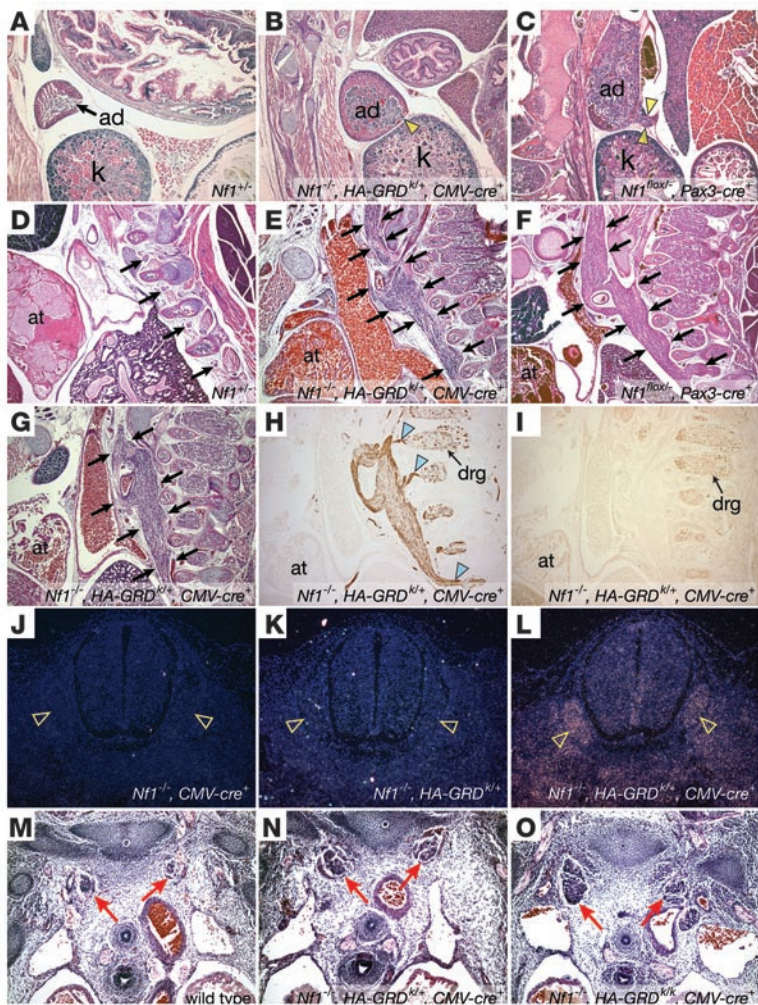 A
ad
k
Nf1+/-
B
ad
k
Nf1-/-, HA-GRDk/+, CMV-cre+
C
ad
k
Nf1flox/-, Pax3-cre+
D
at
Nf1+/-
E
at
Nf1-/-, HA-GRDk/+, CMV-cre+
F
at
Nf1flox/-, Pax3-cre+
G
at
Nf1-/-, HA-GRDk/+, CMV-cre+
H
drg
at
Nf1-/-, HA-GRDk/+, CMV-cre+
I
drg
at
Nf1-/-, HA-GRDk/+, CMV-cre+
J
Nf1-/-, CMV-cre+
K
Nf1-/-, HA-GRDk/+
L
Nf1-/-, HA-GRDk/+, CMV-cre+
M
wild type
N
Nf1-/-, HA-GRDk/+, CMV-cre+
O
Nf1-/-, HA-GRDk/k, CMV-cre+